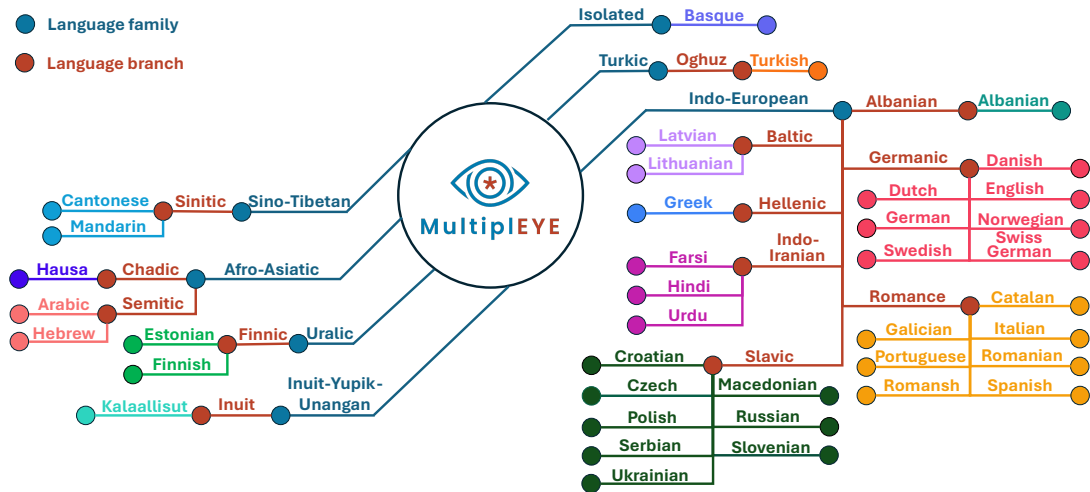 Language family
Language branch
Isolated
Basque
Turkic
Oghuz
Turkish
Indo-European
Albanian
Albanian
Baltic
Latvian
Lithuanian
Germanic
Danish
Dutch
English
German
Norwegian
Swedish
Swiss
German
Hellenic
Greek
Indo-
Iranian
Farsi
Hindi
Urdu
Romance
Catalan
Galician
Italian
Portuguese
Romanian
Romansh
Spanish
Slavic
Croatian
Czech
Macedonian
Polish
Russian
Serbian
Slovenian
Ukrainian
MultiplEYE
Sino-Tibetan
Sinitic
Cantonese
Mandarin
Afro-Asiatic
Chadic
Hausa
Semitic
Arabic
Hebrew
Uralic
Finnic
Estonian
Finnish
Inuit-Yupik-
Unangan
Inuit
Kalaallisut